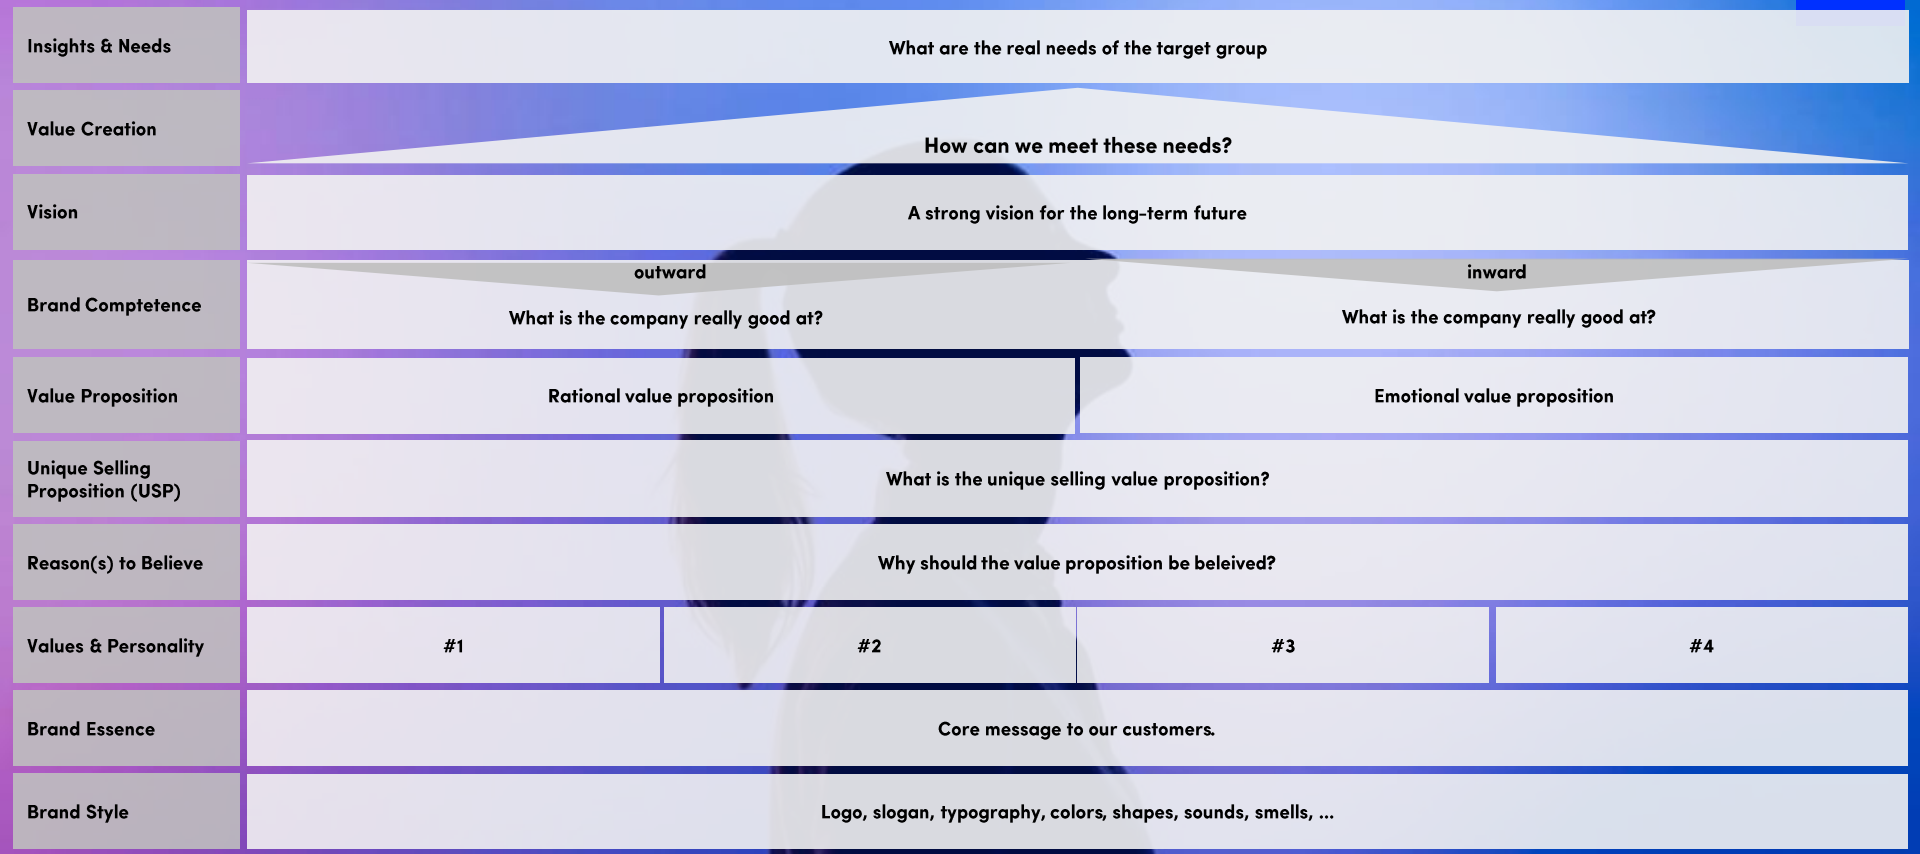 Insights & Needs
What are the real needs of the target group
Value Creation
How can we meet these needs?
Vision
A strong vision for the long-term future
Brand Comptetence
outward
What is the company really good at?
inward
What is the company really good at?
Value Proposition
Rational value proposition
Emotional value proposition
Unique Selling
Proposition (USP)
What is the unique selling value proposition?
Reason(s) to Believe
Why should the value proposition be beleived?
Values & Personality
#1
#2
#3
#4
Brand Essence
Core message to our customers.
Brand Style
Logo, slogan, typography, colors, shapes, sounds, smells, ...